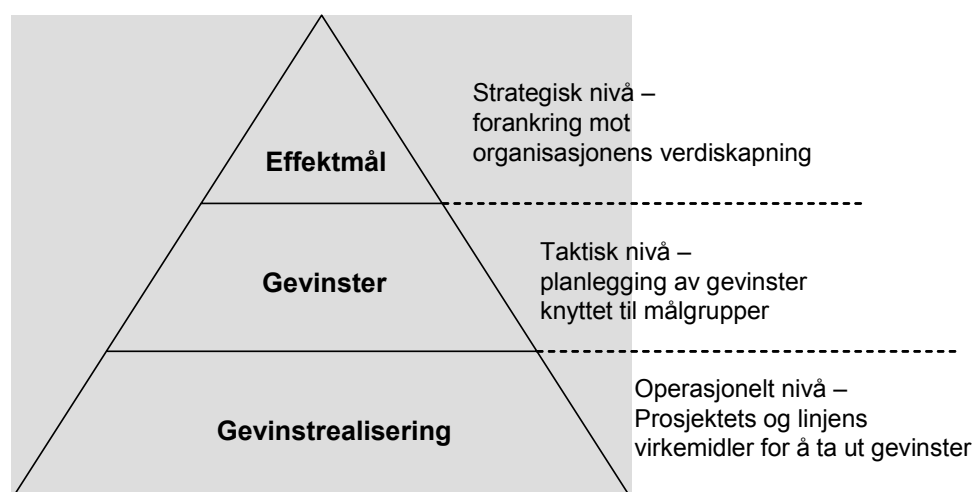 Effektmål
Strategisk nivå –
forankring mot
organisasjonens verdiskapning
Gevinster
Taktisk nivå –
planlegging av gevinster
knyttet til målgrupper
Gevinstrealisering
Operasjonelt nivå –
Prosjektets og linjens
virkemidler for å ta ut gevinster